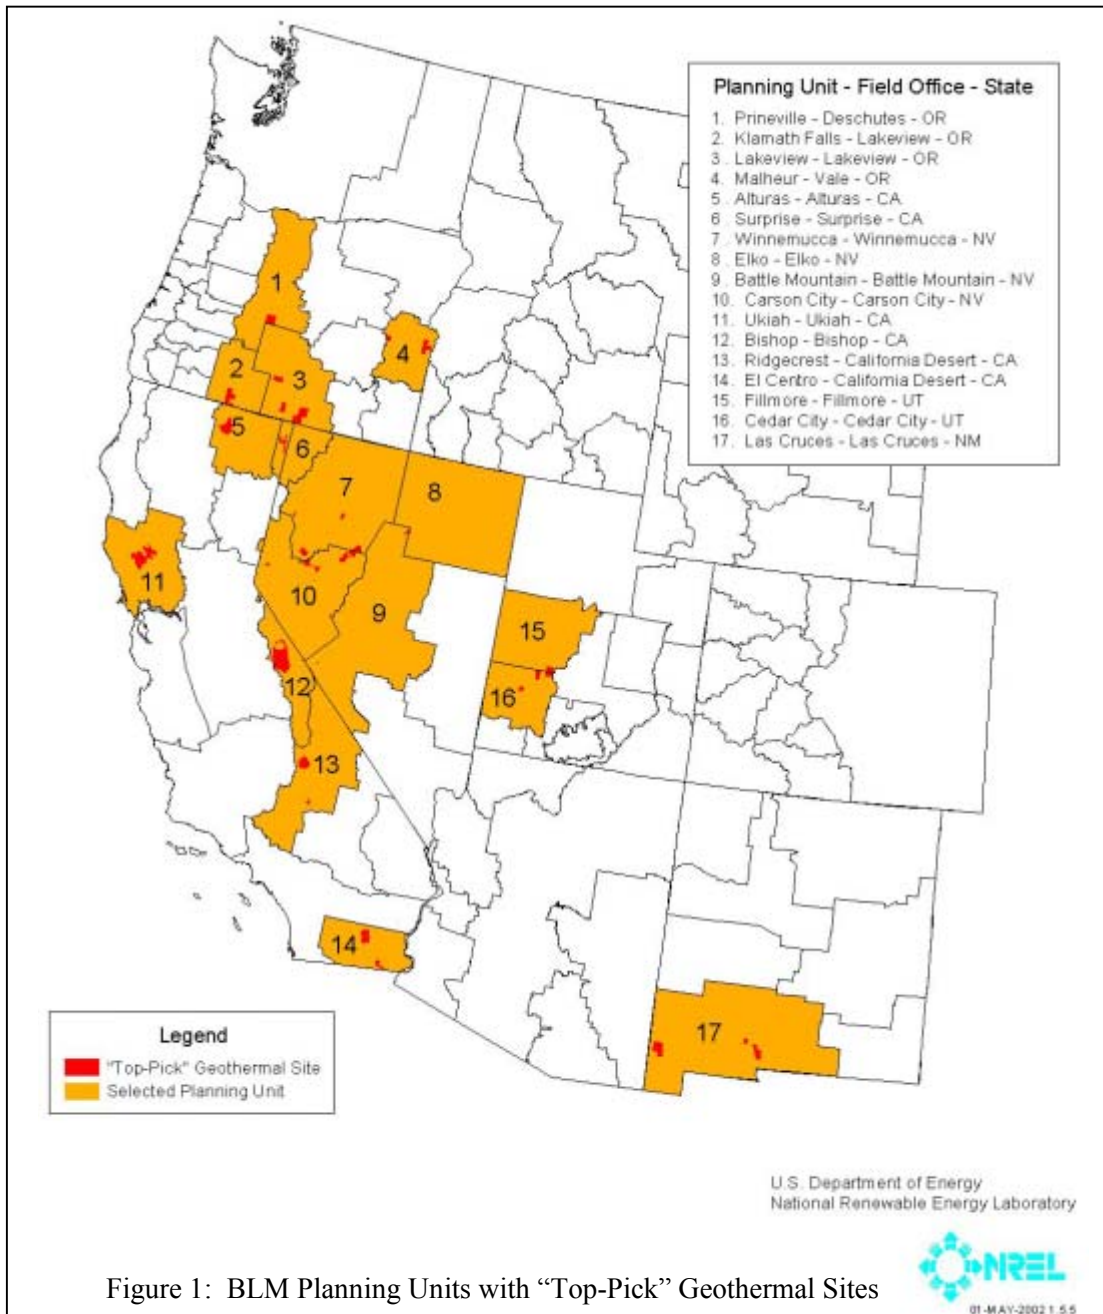 Planning Unit - Field Office - State
1. Prineville - Deschutes - OR
2. Klamath Falls - Lakeview - OR
3. Lakeview - Lakeview - OR
4. Malheur - Vale - OR
5. Alturas - Alturas - CA
6. Surprise - Surprise - CA
7. Winnemucca - Winnemucca - NV
8. Elko - Elko - NV
9. Battle Mountain - Battle Mountain - NV
10. Carson City - Carson City - NV
11. Ukiah - Ukiah - CA
12. Bishop - Bishop - CA
13. Ridgecrest - California Desert - CA
14. El Centro - California Desert - CA
15. Fillmore - Fillmore - UT
16. Cedar City - Cedar City - UT
17. Las Cruces - Las Cruces - NM
1
2
3
4
5
6
7
8
11
10
9
15
12
16
13
14
17
Legend
"Top-Pick" Geothermal Site
Selected Planning Unit
U.S. Department of Energy
National Renewable Energy Laboratory
NREL
Figure 1: BLM Planning Units with “Top-Pick” Geothermal Sites
01-MAY-2002 1.5.5